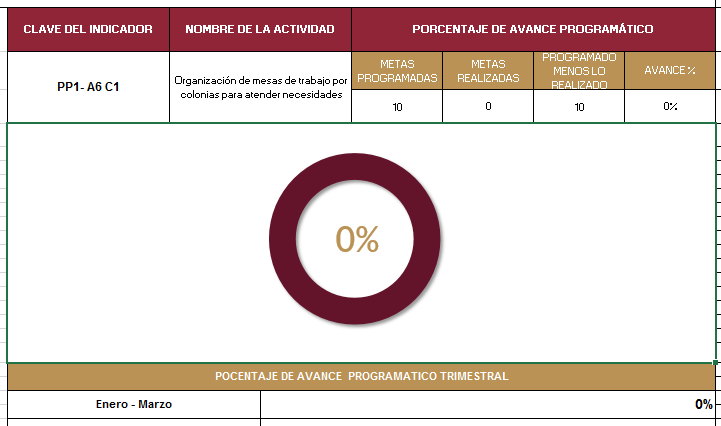 CLAVE DEL INDICADOR
NOMBRE DE LA ACTIVIDAD
PORCENTAJE DE AVANCE PROGRAMÁTICO
METAS
PROGRAMADAS
METAS
REALIZADAS
PROGRAMADO
MENOS LO
REALIZADO
AVANCE %
PP1- A6 C1
Organización de mesas de trabajo por
colonias para atender necesidades
10
0
10
0%
0%
POCENTAJE DE AVANCE PROGRAMATICO TRIMESTRAL
Enero - Marzo
0%